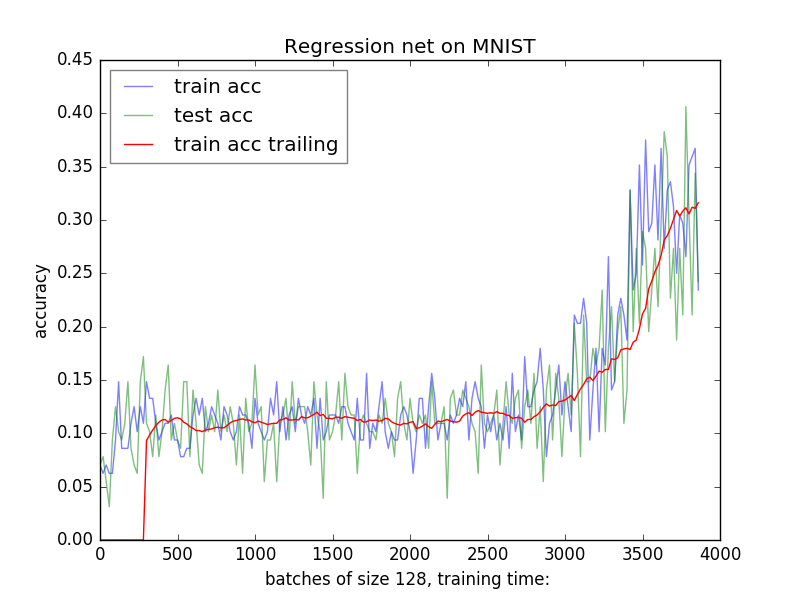 Regression net on MNIST
0.45
0.40
0.35
0.30
0.25
0.20
0.15
0.10
0.05
0.00
accuracy
train acc
test acc
train acc trailing
0 500 1000 1500 2000 2500 3000 3500 4000
batches of size 128, training time: